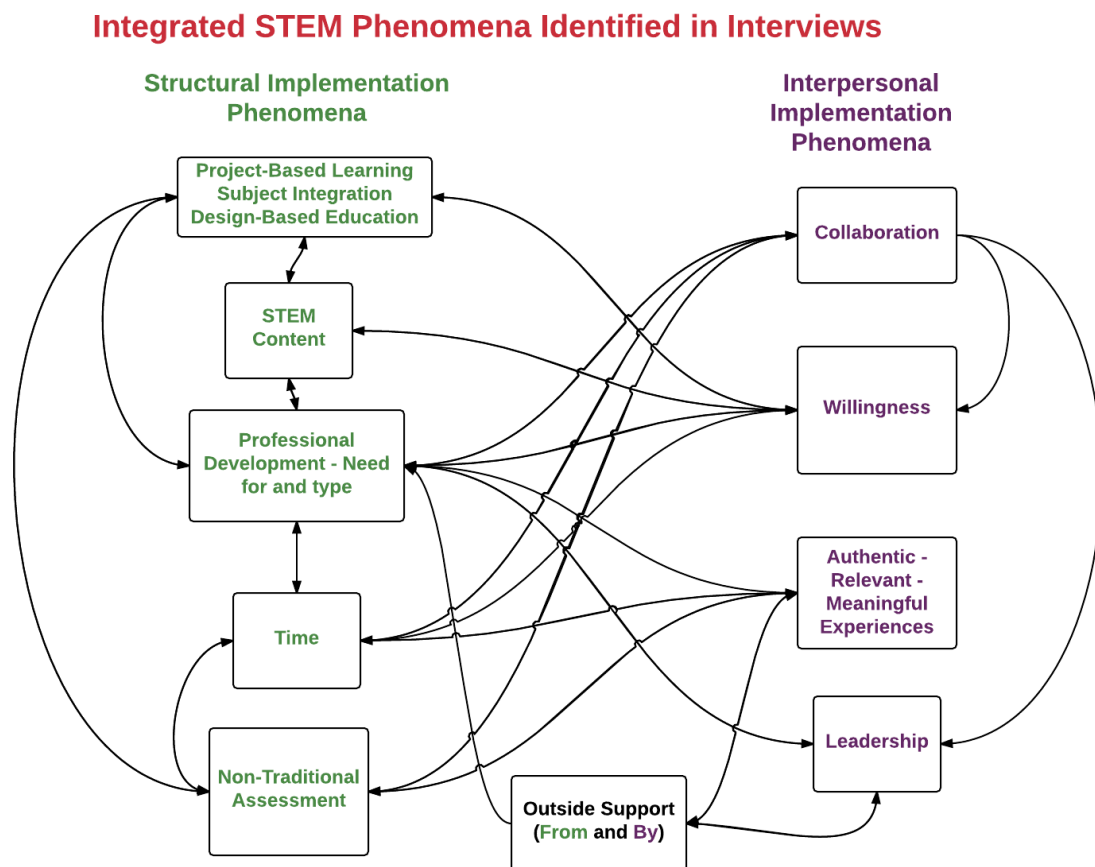 Integrated STEM Phenomena Identified in Interviews
Structural Implementation
Phenomena
Interpersonal
Implementation
Phenomena
Project-Based Learning
Subject Integration
Design-Based Education
STEM
Content
Professional
Development - Need
for and type
Time
Non-Traditional
Assessment
Collaboration
Willingness
Authentic -
Relevant -
Meaningful
Experiences
Leadership
Outside Support
(From and By)